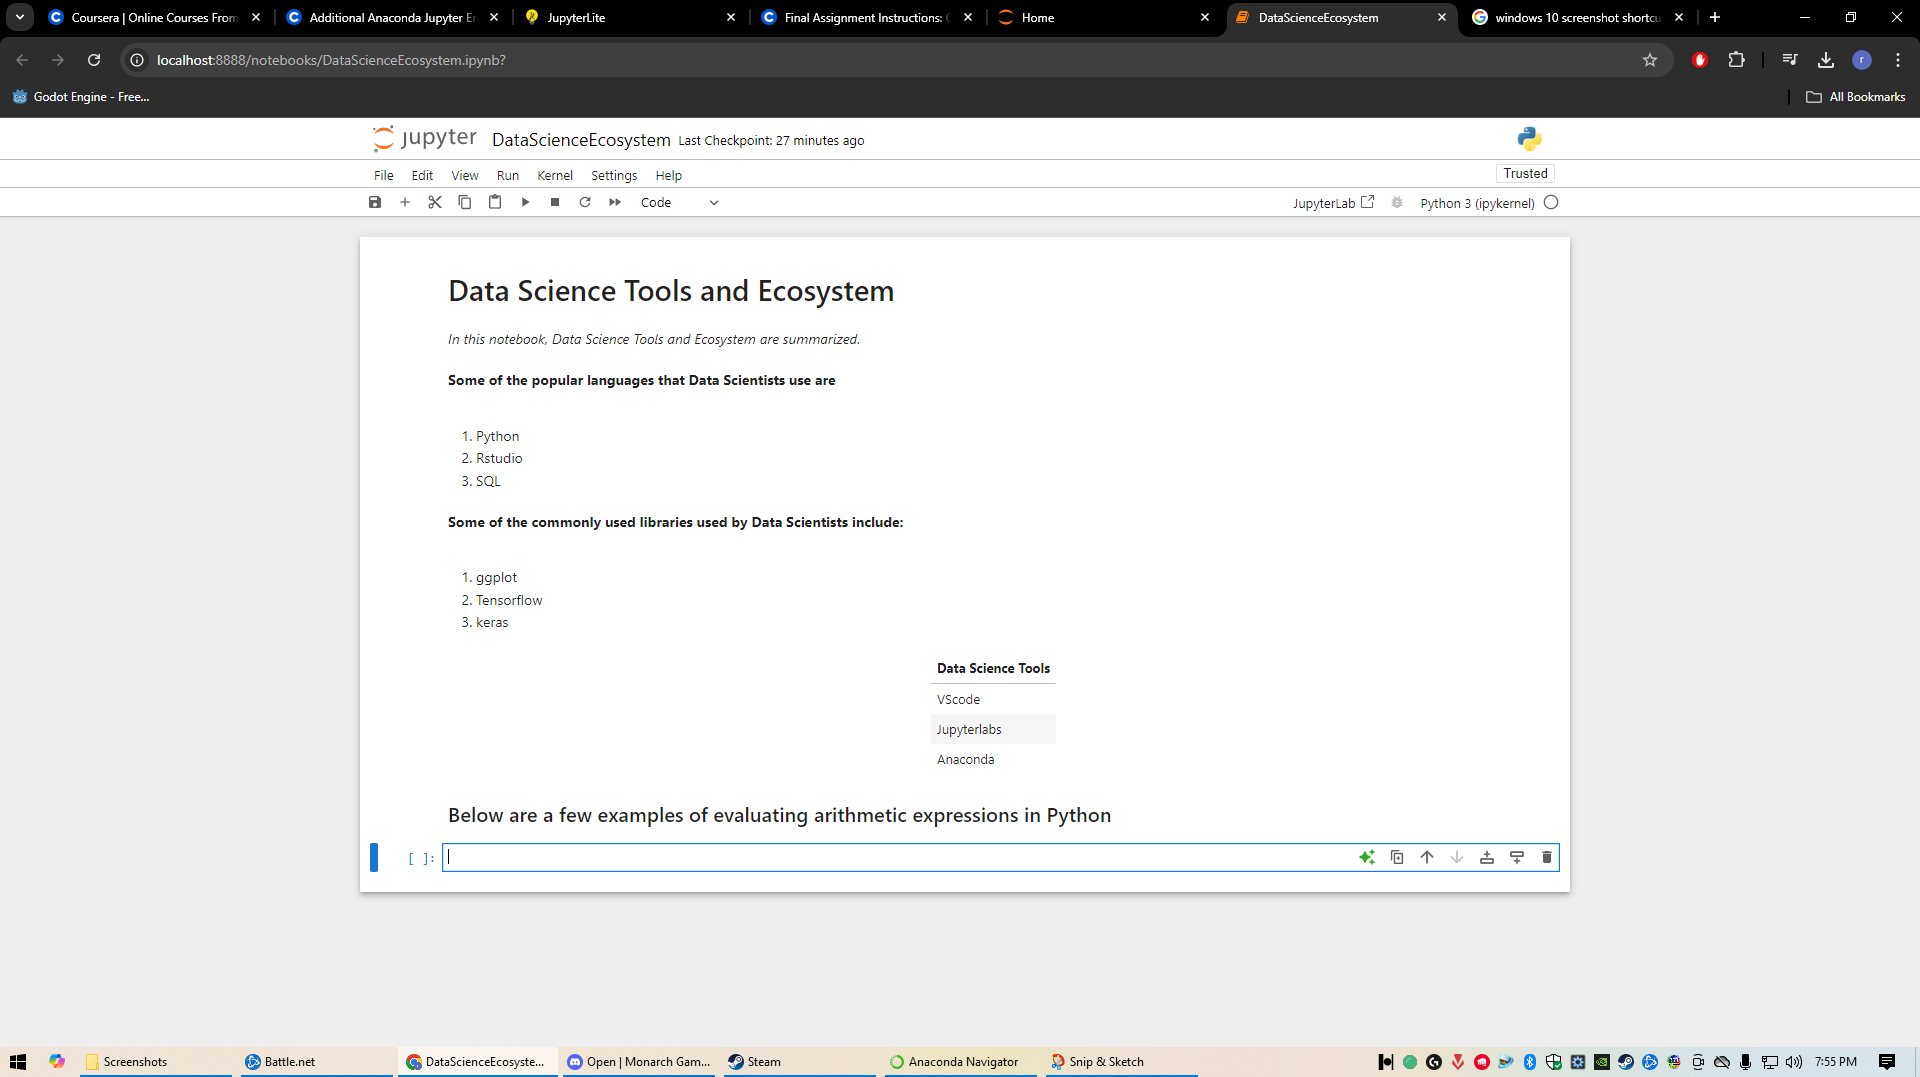 Coursera | Online Courses From
Additional Anaconda Jupyter En
JupyterLite
Final Assignment Instructions: C
Home
DataScienceEcosystem
windows 10 screenshot shortcu
localhost:8888/notebooks/DataScienceEcosystem.ipynb?
r
Godot Engine - Free...
All Bookmarks
jupyter DataScienceEcosystem Last Checkpoint: 27 minutes ago
File Edit View Run Kernel Settings Help
Trusted
Code
JupyterLab
Python 3 (ipykernel)
Data Science Tools and Ecosystem
In this notebook, Data Science Tools and Ecosystem are summarized.
Some of the popular languages that Data Scientists use are
1. Python
2. Rstudio
3. SQL
Some of the commonly used libraries used by Data Scientists include:
1. ggplot
2. Tensorflow
3. keras
Data Science Tools
VScode
Jupyterlabs
Anaconda
Below are a few examples of evaluating arithmetic expressions in Python
[ ]:
Screenshots
Battle.net
DataScienceEcosyste...
Open | Monarch Gam...
Steam
Anaconda Navigator
Snip & Sketch
7:55 PM